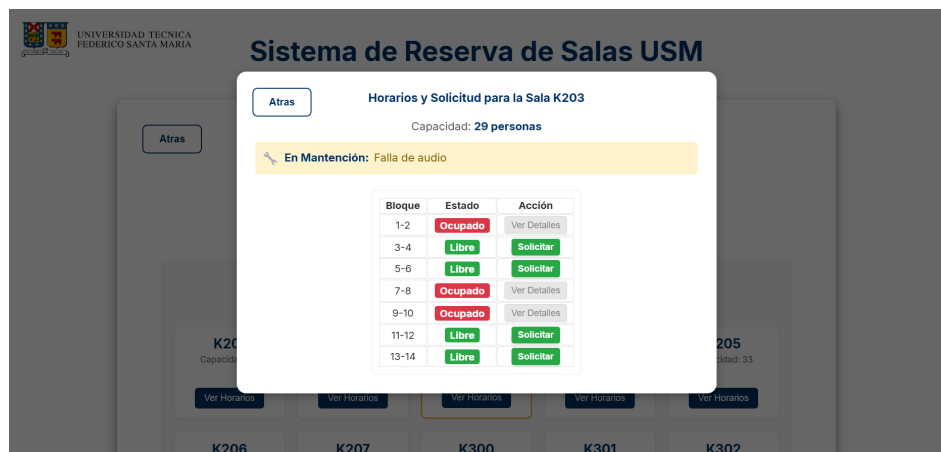 UNIVERSIDAD TECNICA
FEDERICO SANTA MARIA
Sistema de Reserva de Salas USM
Atras
Atras
Horarios y Solicitud para la Sala K203
Capacidad: 29 personas
En Mantención: Falla de audio
Bloque Estado Acción
1-2 Ocupado Ver Detalles
3-4 Libre Solicitar
5-6 Libre Solicitar
7-8 Ocupado Ver Detalles
9-10 Ocupado Ver Detalles
11-12 Libre Solicitar
13-14 Libre Solicitar
Ver Horarios Ver Horarios Ver Horarios Ver Horarios Ver Horarios
K206 K207 K300 K301 K302